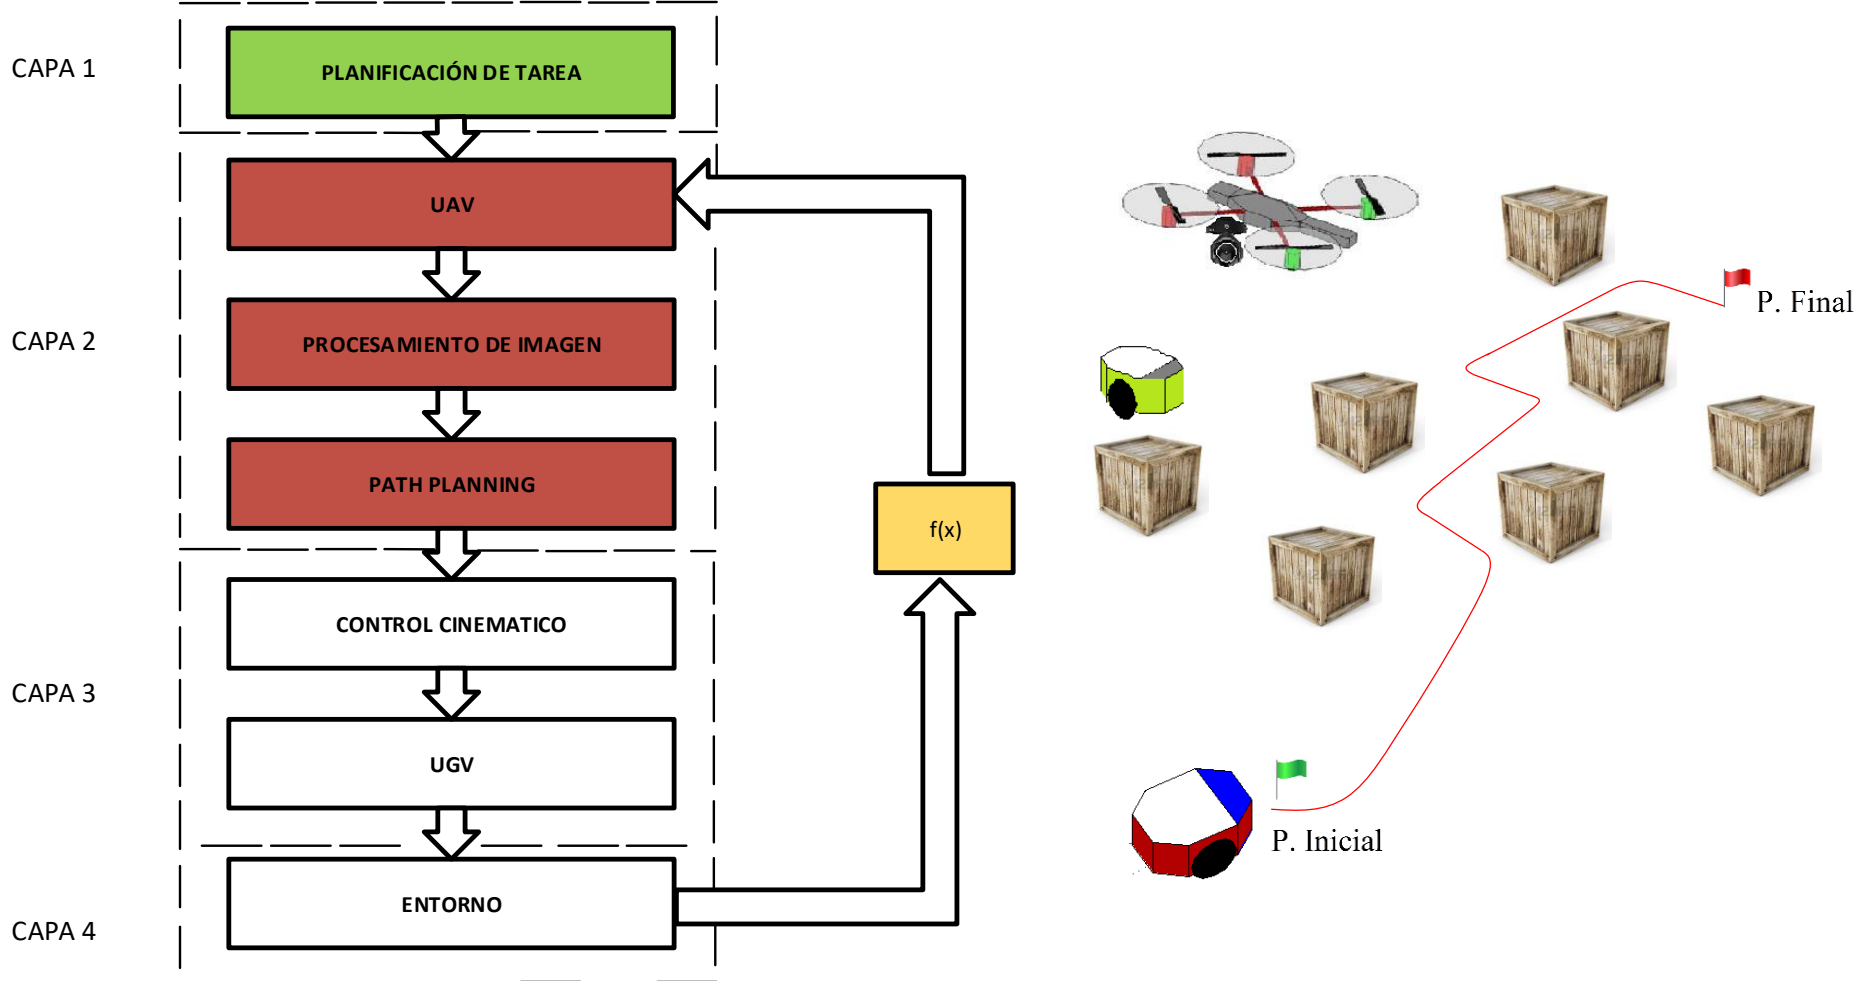 CAPA 1
PLANIFICACIÓN DE TAREA
UAV
CAPA 2
PROCESAMIENTO DE IMAGEN
PATH PLANNING
f(x)
CAPA 3
CONTROL CINEMATICO
UGV
CAPA 4
ENTORNO
P. Final
P. Inicial